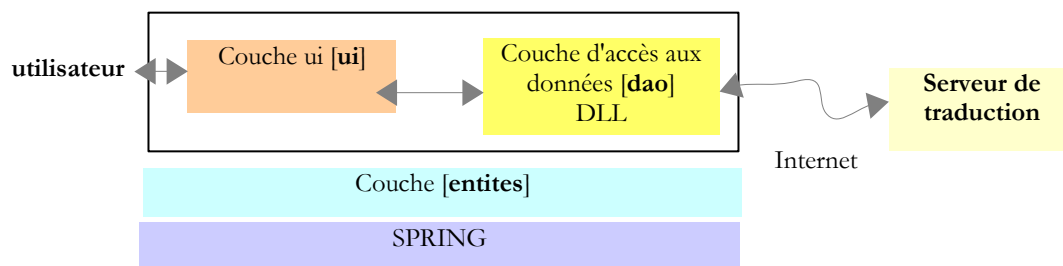 utilisateur
Couche ui [ui]
Couche d'accès aux
données [dao]
DLL
Serveur de
traduction
Internet
Couche [entites]
SPRING